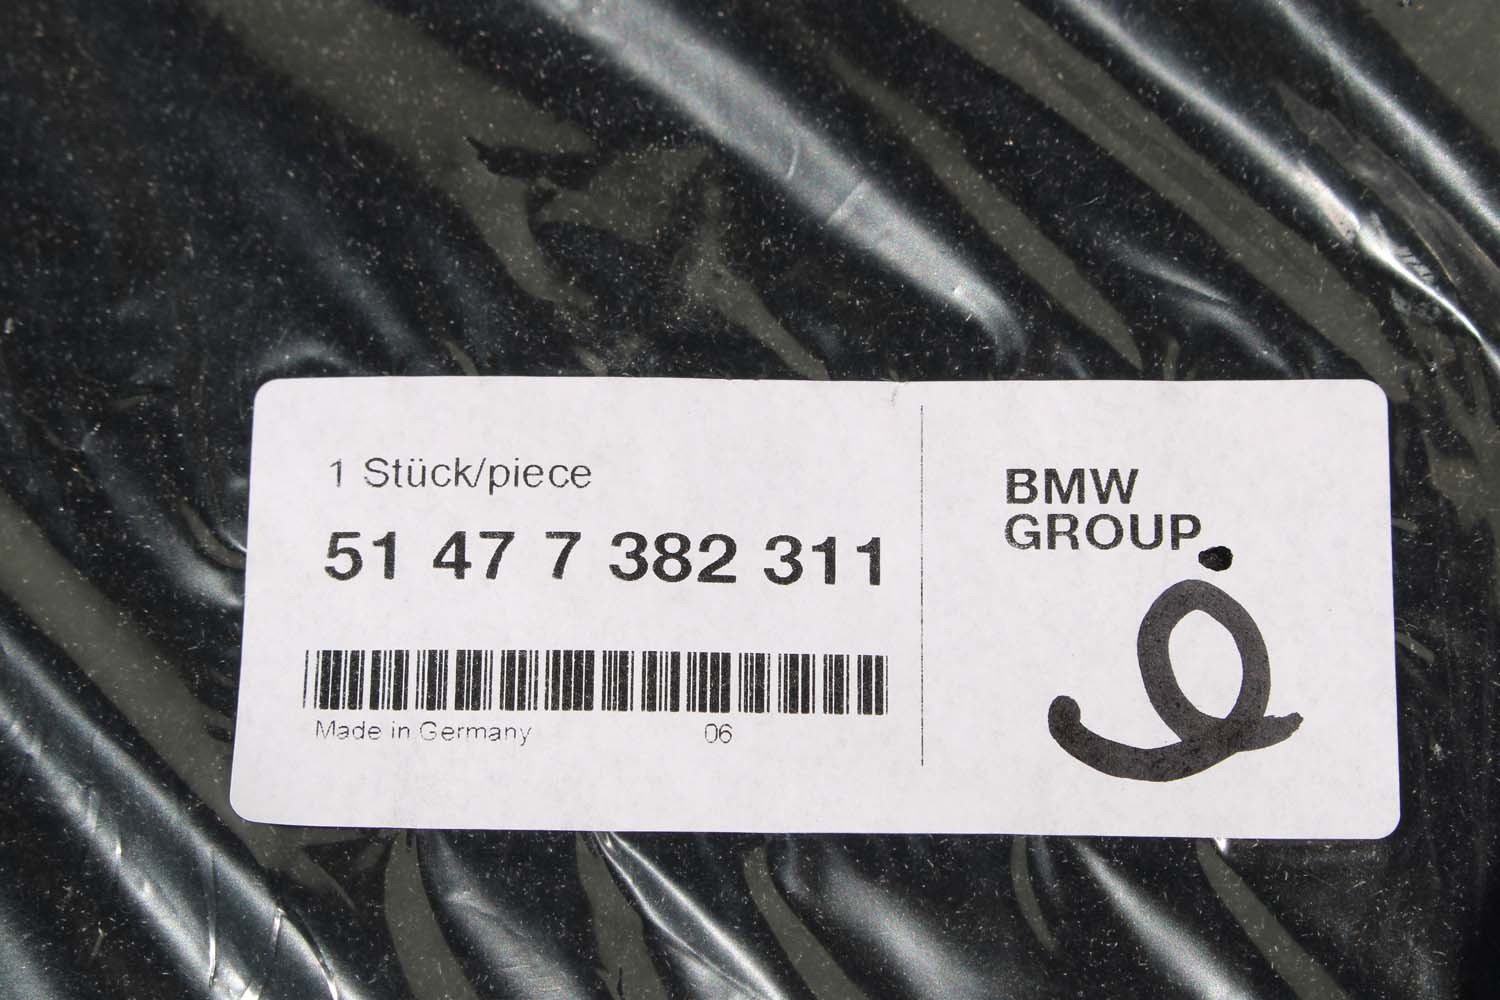 1 Stück/piece
51 47 7 382 311
Made in Germany 06
BMW
GROUP